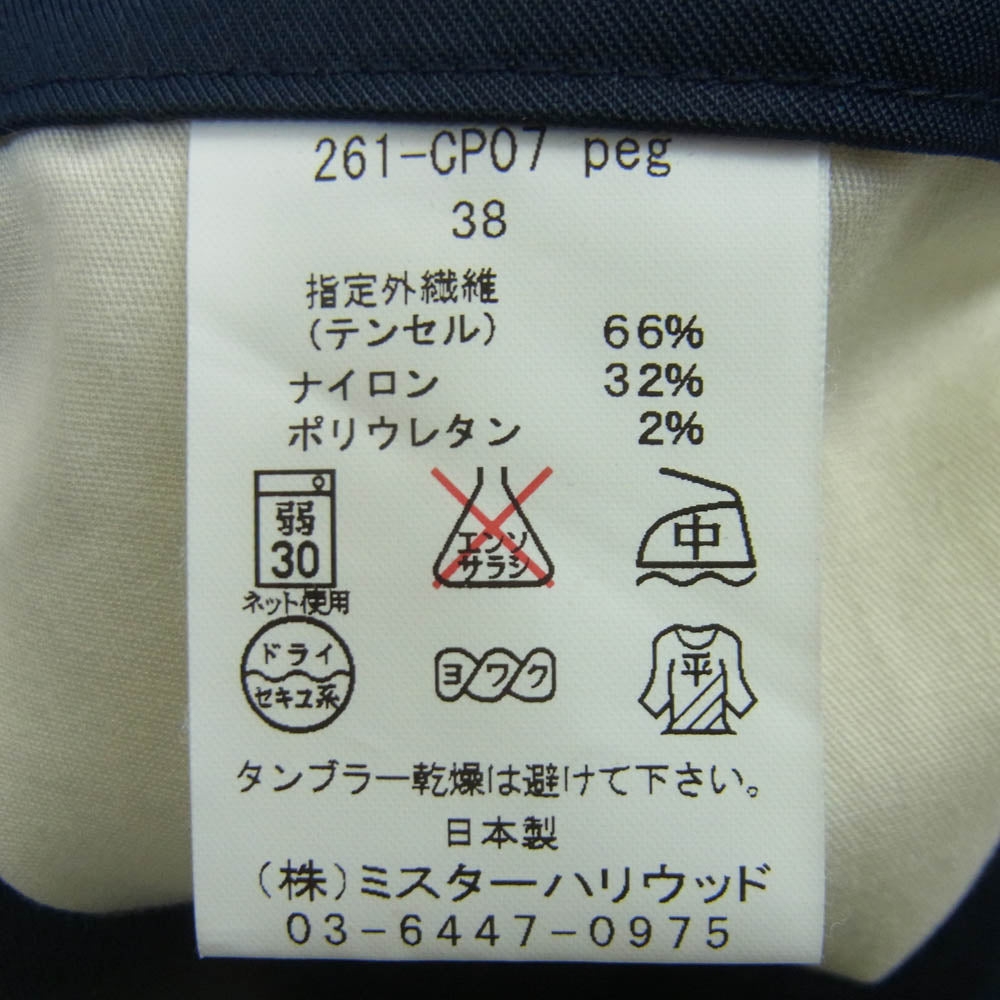 261-CP07 peg
38
指定外繊維
(テンセル) 66%
ナイロン 32%
ポリウレタン 2%
弱
30
ネット使用
エンソ
サラシ
中
ドライ
セキユ系
ヨワク
平
タンブラー乾燥は避けて下さい。
日本製
(株)ミスターハリウッド
03-6447-0975